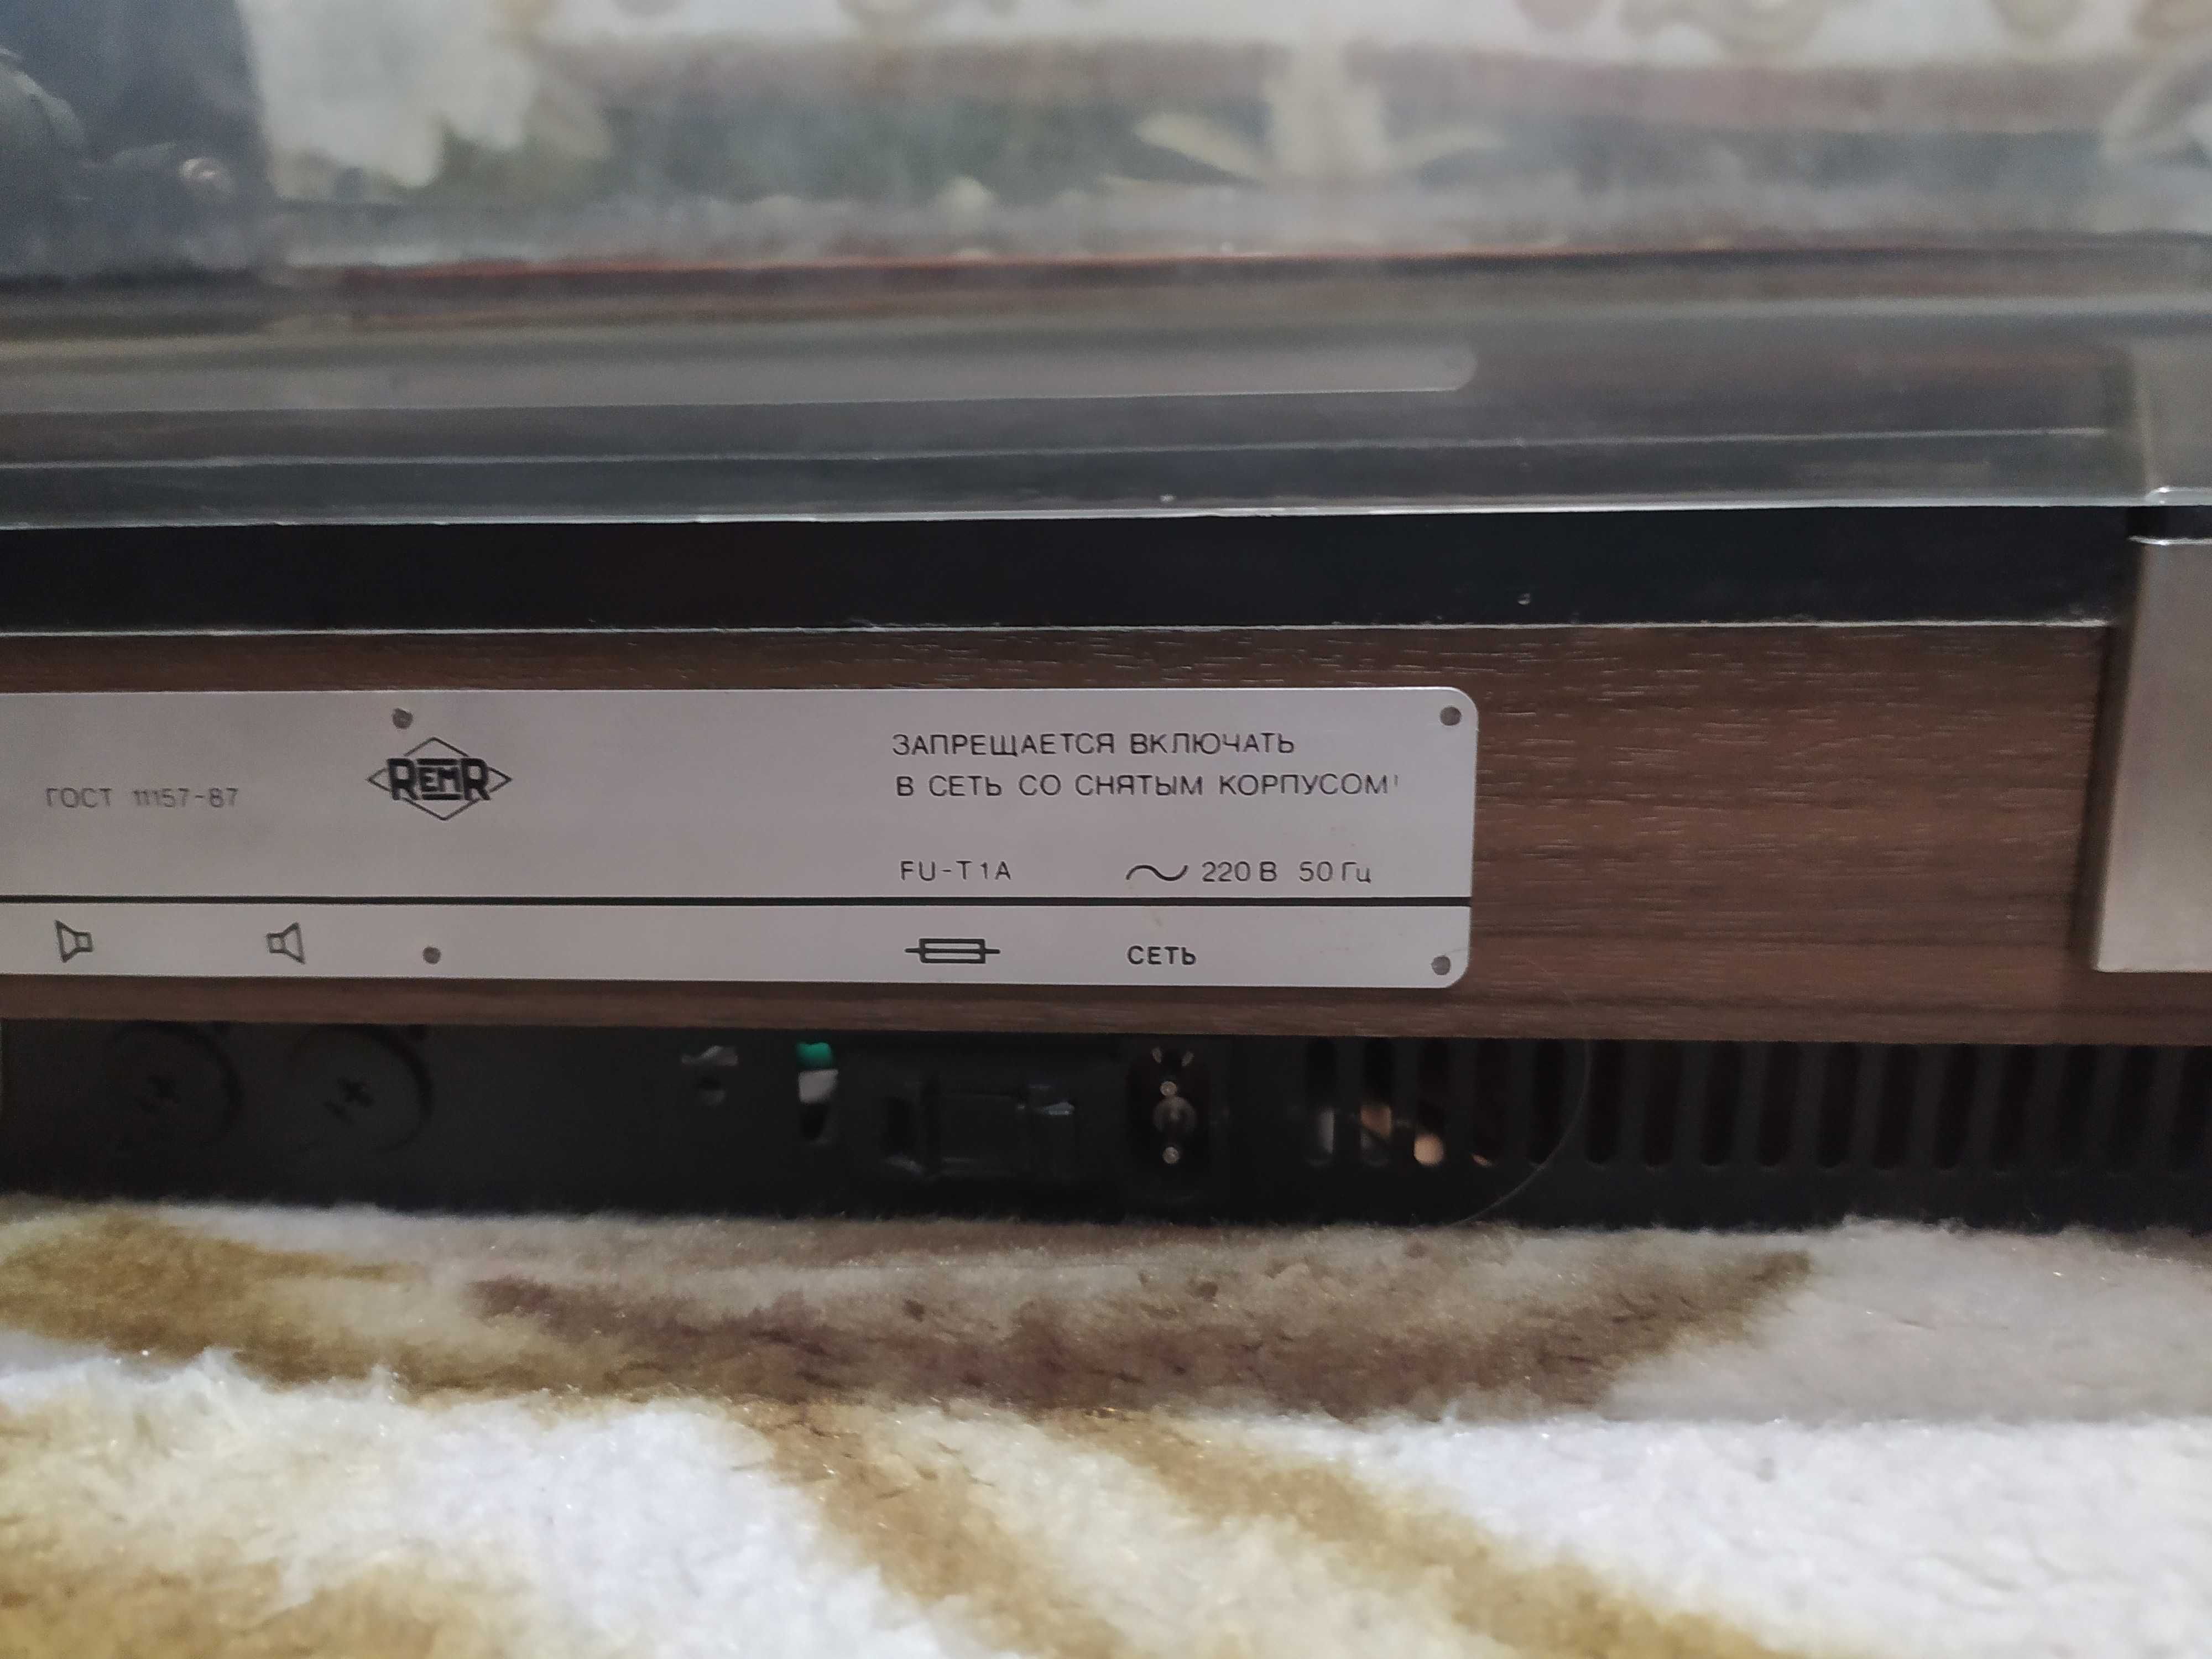 ГОСТ 11157-87
REMR
ЗАПРЕЩАЕТСЯ ВКЛЮЧАТЬ
В СЕТЬ СО СНЯТЫМ КОРПУСОМ!
FU-T1A
~ 220 В 50 Гц
СЕТЬ